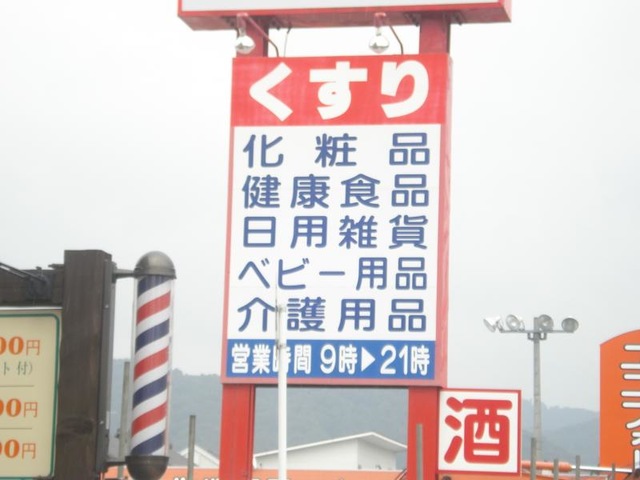 くすり
化粧品
健康食品
日用雑貨
ベビー用品
介護用品
営業時間 9時▶21時
酒
00円
ト付)
00円
00円